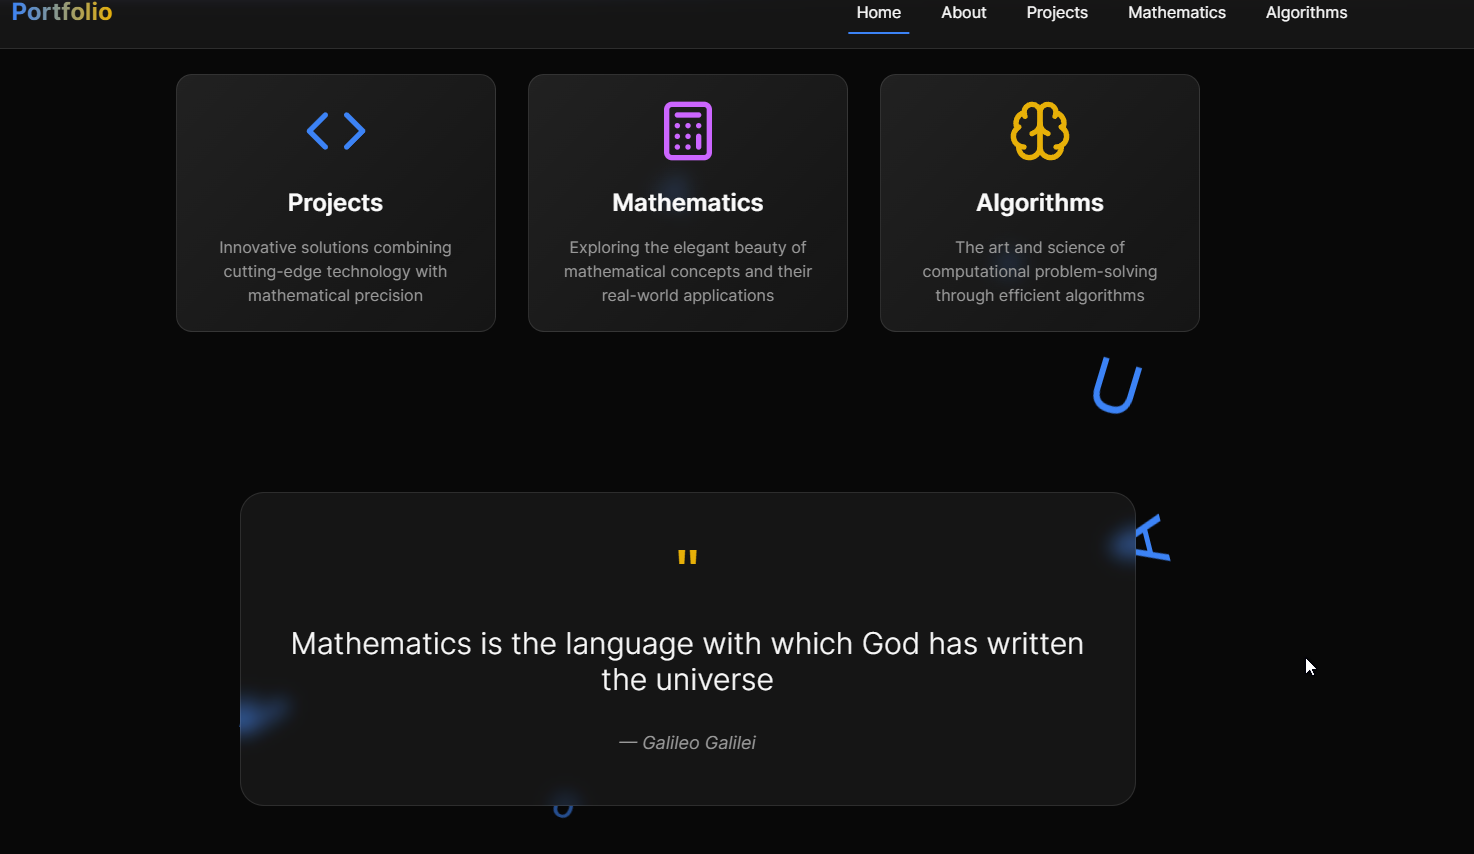 Portfolio
Home
About
Projects
Mathematics
Algorithms
Projects
Innovative solutions combining
cutting-edge technology with
mathematical precision
Mathematics
Exploring the elegant beauty of
mathematical concepts and their
real-world applications
Algorithms
The art and science of
computational problem-solving
through efficient algorithms
U
A
"
Mathematics is the language with which God has written
the universe
— Galileo Galilei